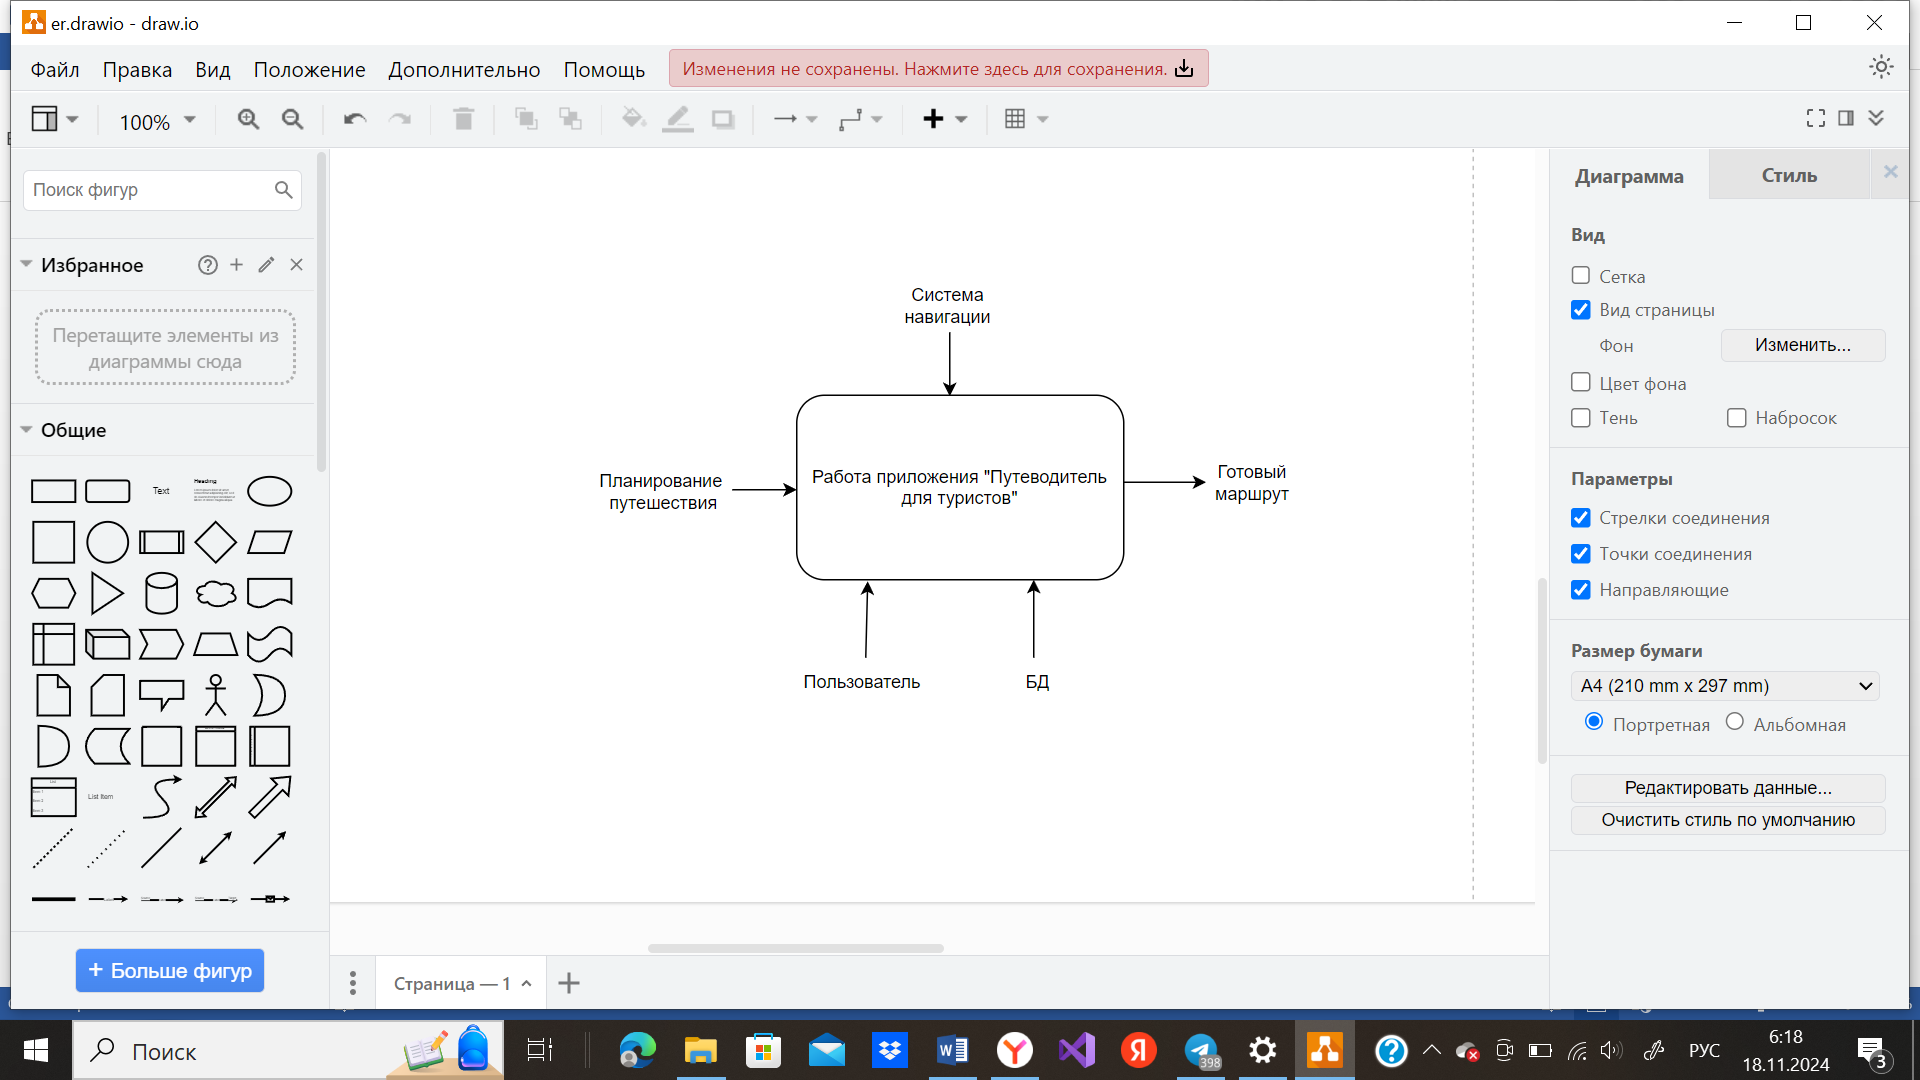 er.drawio - draw.io
Файл Правка Вид Положение Дополнительно Помощь Изменения не сохранены. Нажмите здесь для сохранения.
100%
Поиск фигур
Избранное
Перетащите элементы из
диаграммы сюда
Общие
Text
Heading
List
List Item
Больше фигур
Система
навигации
Планирование
путешествия
Работа приложения "Путеводитель
для туристов"
Готовый
маршрут
Пользователь
БД
Страница — 1
Диаграмма
Стиль
Вид
Сетка
Вид страницы
Фон
Изменить...
Цвет фона
Тень
Набросок
Параметры
Стрелки соединения
Точки соединения
Направляющие
Размер бумаги
A4 (210 mm x 297 mm)
Портретная
Альбомная
Редактировать данные...
Очистить стиль по умолчанию
Поиск
398
РУС
6:18
18.11.2024
3